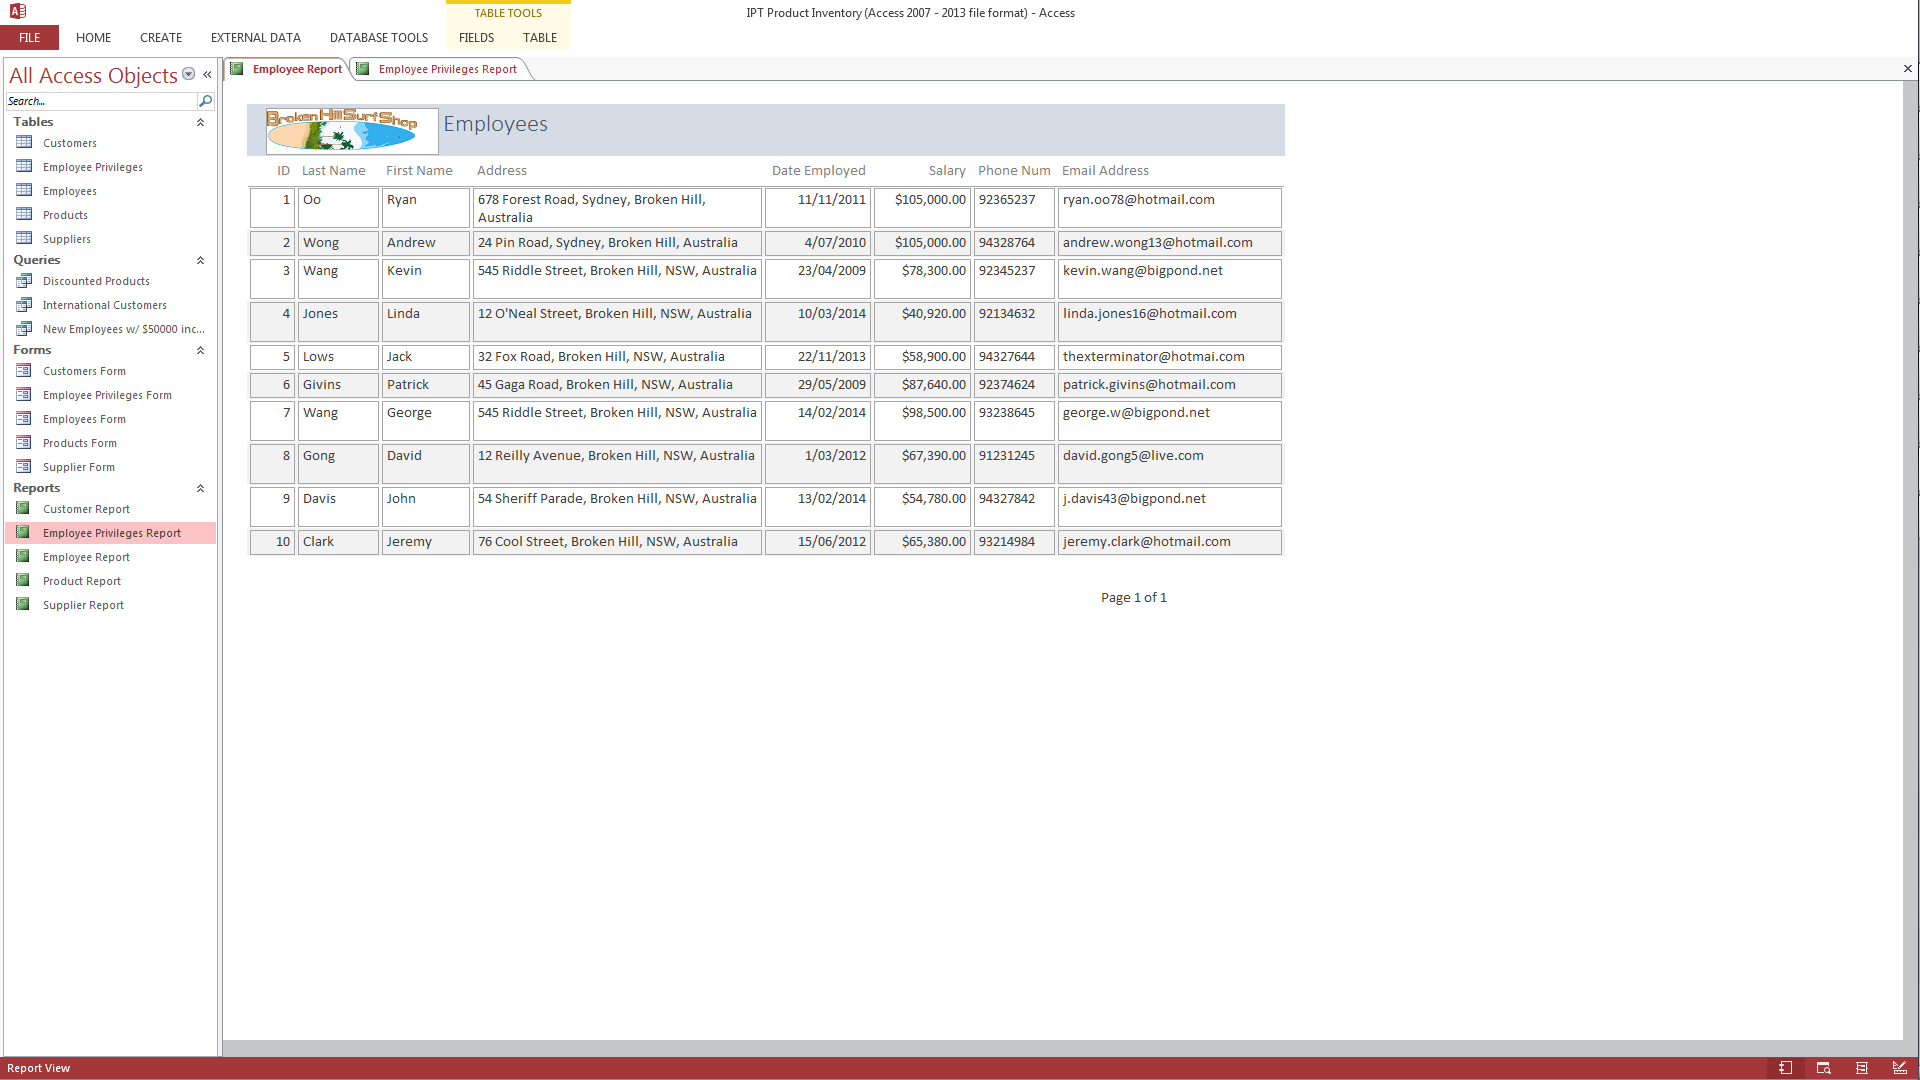 TABLE TOOLS
IPT Product Inventory (Access 2007 - 2013 file format) - Access
FILE HOME CREATE EXTERNAL DATA DATABASE TOOLS FIELDS TABLE
All Access Objects
Employee Report
Employee Privileges Report
Search...
Tables
Customers
Employee Privileges
Employees
Products
Suppliers
Queries
Discounted Products
International Customers
New Employees w/ $50000 inc...
Forms
Customers Form
Employee Privileges Form
Employees Form
Products Form
Supplier Form
Reports
Customer Report
Employee Privileges Report
Employee Report
Product Report
Supplier Report
Broken Hill Surf Shop
Employees
ID Last Name First Name Address Date Employed Salary Phone Num Email Address
1 Oo Ryan 678 Forest Road, Sydney, Broken Hill, 11/11/2011 $105,000.00 92365237 ryan.oo78@hotmail.com
Australia
2 Wong Andrew 24 Pin Road, Sydney, Broken Hill, Australia 4/07/2010 $105,000.00 94328764 andrew.wong13@hotmail.com
3 Wang Kevin 545 Riddle Street, Broken Hill, NSW, Australia 23/04/2009 $78,300.00 92345237 kevin.wang@bigpond.net
4 Jones Linda 12 O'Neal Street, Broken Hill, NSW, Australia 10/03/2014 $40,920.00 92134632 linda.jones16@hotmail.com
5 Lows Jack 32 Fox Road, Broken Hill, NSW, Australia 22/11/2013 $58,900.00 94327644 thexterminator@hotmai.com
6 Givins Patrick 45 Gaga Road, Broken Hill, NSW, Australia 29/05/2009 $87,640.00 92374624 patrick.givins@hotmail.com
7 Wang George 545 Riddle Street, Broken Hill, NSW, Australia 14/02/2014 $98,500.00 93238645 george.w@bigpond.net
8 Gong David 12 Reilly Avenue, Broken Hill, NSW, Australia 1/03/2012 $67,390.00 91231245 david.gong5@live.com
9 Davis John 54 Sheriff Parade, Broken Hill, NSW, Australia 13/02/2014 $54,780.00 94327842 j.davis43@bigpond.net
10 Clark Jeremy 76 Cool Street, Broken Hill, NSW, Australia 15/06/2012 $65,380.00 93214984 jeremy.clark@hotmail.com
Page 1 of 1
Report View